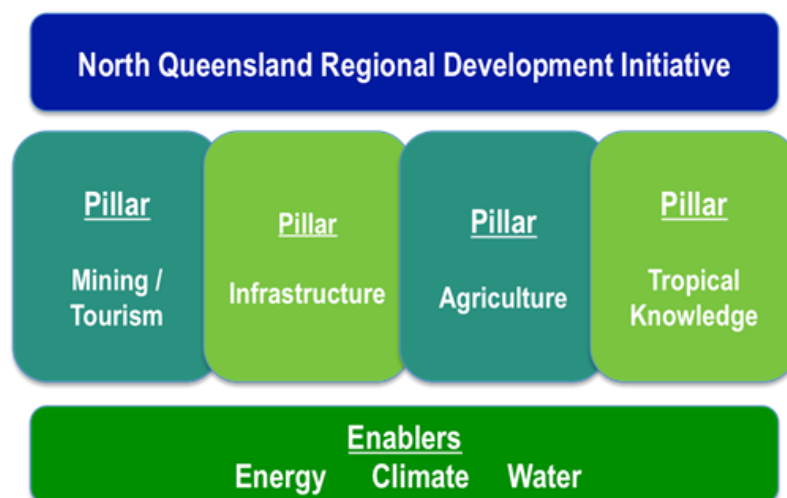 North Queensland Regional Development Initiative
Pillar
Mining /
Tourism
Pillar
Infrastructure
Pillar
Agriculture
Pillar
Tropical
Knowledge
Enablers
Energy Climate Water